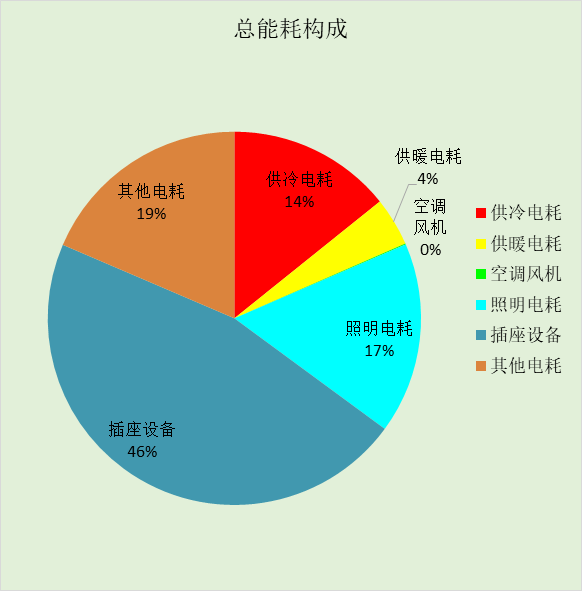 总能耗构成
供暖电耗
4%
供冷电耗
14%
其他电耗
19%
空调
风机
0%
照明电耗
17%
插座设备
46%
供冷电耗
供暖电耗
空调风机
照明电耗
插座设备
其他电耗